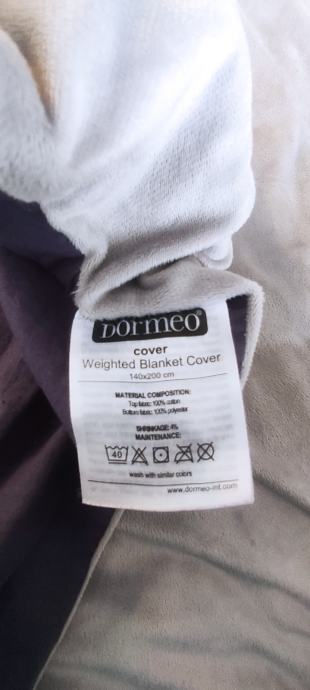 Dormeo®
cover
Weighted Blanket Cover
140x200 cm
MATERIAL COMPOSITION:
Top fabric: 100% cotton
Bottom fabric: 100% polyester
SHRINKAGE: 4%
MAINTENANCE:
40
wash with similar colors
www.dormeo-int.com